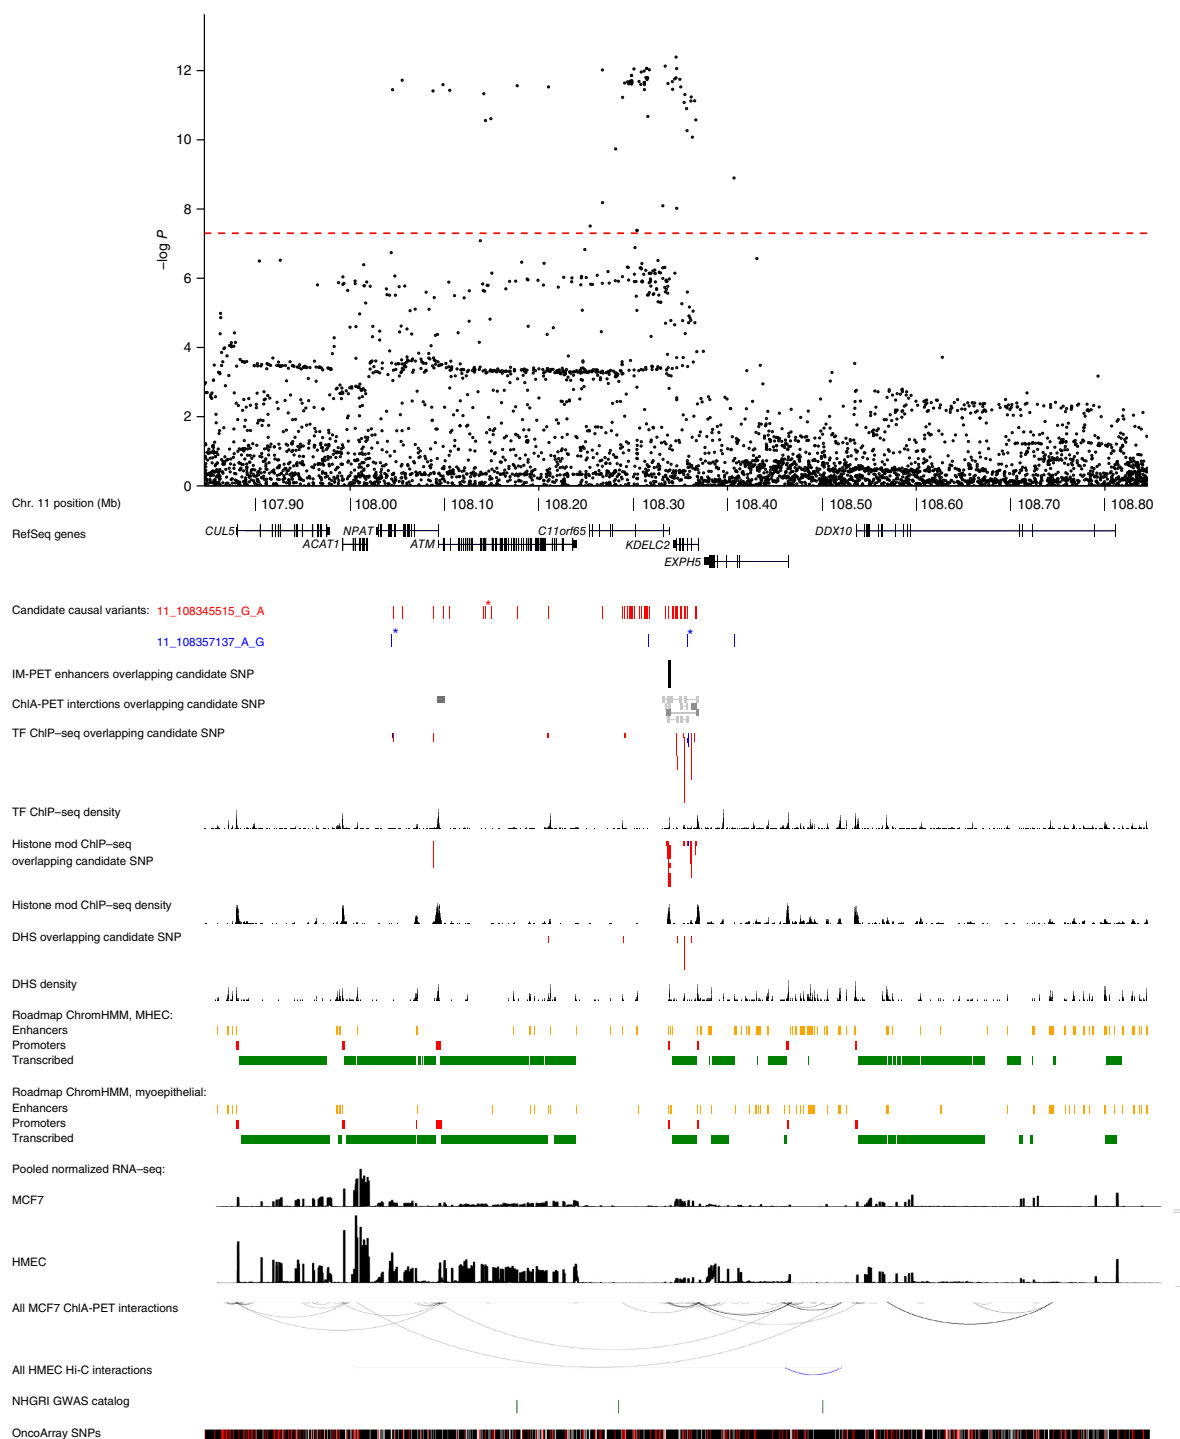 12
10
8
6
4
2
0
−log P
Chr. 11 position (Mb)
107.90 108.00 108.10 108.20 108.30 108.40 108.50 108.60 108.70 108.80
RefSeq genes
CUL5 NPAT C11orf65 DDX10
ACAT1 ATM KDELC2
EXPH5
Candidate causal variants: 11_108345515_G_A
*
11_108357137_A_G
* *
IM-PET enhancers overlapping candidate SNP
ChIA-PET interctions overlapping candidate SNP
TF ChIP−seq overlapping candidate SNP
TF ChIP−seq density
Histone mod ChIP−seq
overlapping candidate SNP
Histone mod ChIP−seq density
DHS overlapping candidate SNP
DHS density
Roadmap ChromHMM, MHEC:
Enhancers
Promoters
Transcribed
Roadmap ChromHMM, myoepithelial:
Enhancers
Promoters
Transcribed
Pooled normalized RNA−seq:
MCF7
HMEC
All MCF7 ChIA-PET interactions
All HMEC Hi-C interactions
NHGRI GWAS catalog
OncoArray SNPs